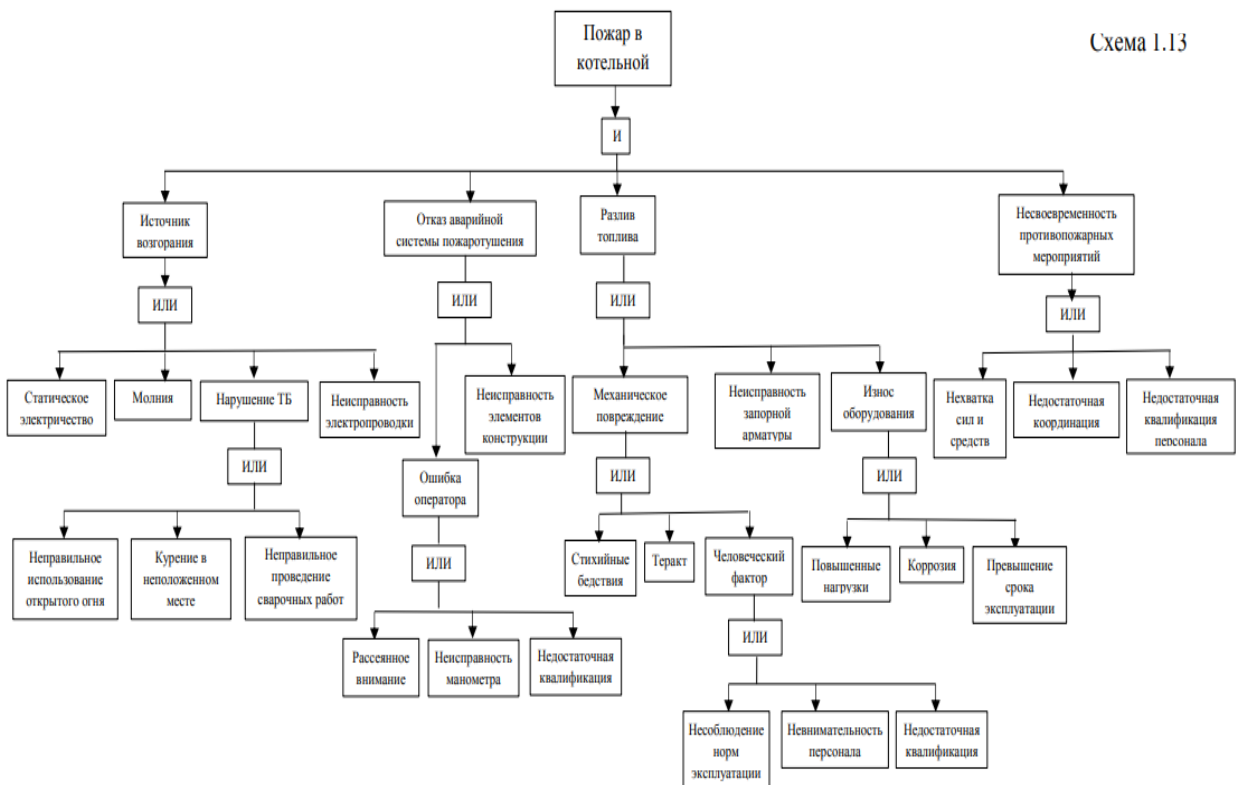 Пожар в
котельной
Схема 1.13
И
Источник
возгорания
Отказ аварийной
системы пожаротушения
Разлив
топлива
Несвоевременность
противопожарных
мероприятий
ИЛИ
ИЛИ
ИЛИ
ИЛИ
Статическое
электричество
Молния
Нарушение ТБ
Неисправность
электропроводки
Неисправность
элементов
конструкции
Механическое
повреждение
Неисправность
запорной
арматуры
Износ
оборудования
Нехватка
сил и
средств
Недостаточная
координация
Недостаточная
квалификация
персонала
ИЛИ
Ошибка
оператора
ИЛИ
ИЛИ
Неправильное
использование
открытого огня
Курение в
неположенном
месте
Неправильное
проведение
сварочных работ
ИЛИ
Стихийные
бедствия
Теракт
Человеческий
фактор
Повышенные
нагрузки
Коррозия
Превышение
срока
эксплуатации
Рассеянное
внимание
Неисправность
манометра
Недостаточная
квалификация
ИЛИ
Несоблюдение
норм
эксплуатации
Невнимательность
персонала
Недостаточная
квалификация